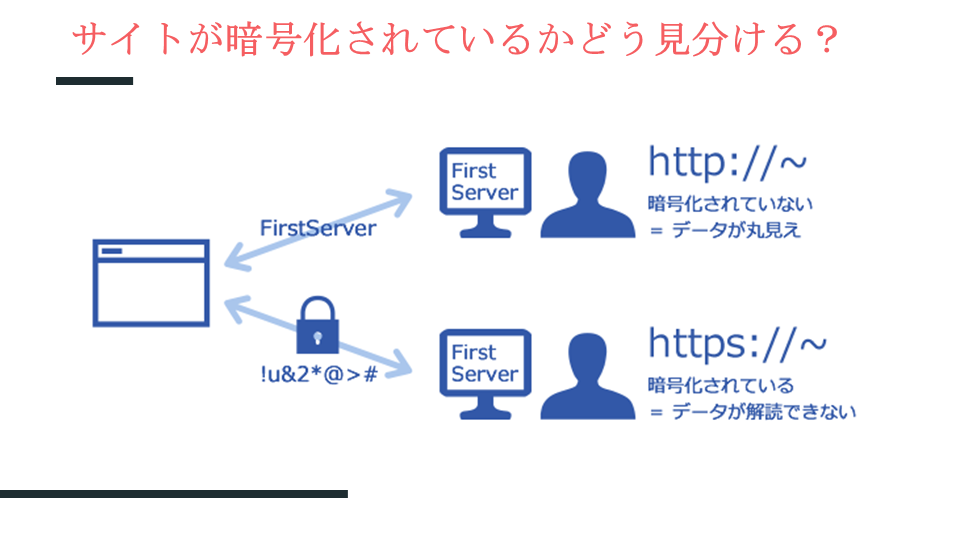 サイトが暗号化されているかどう見分ける？
First
Server
http://~
暗号化されていない
= データが丸見え
FirstServer
!u&2*@>#
First
Server
https://~
暗号化されている
= データが解読できない